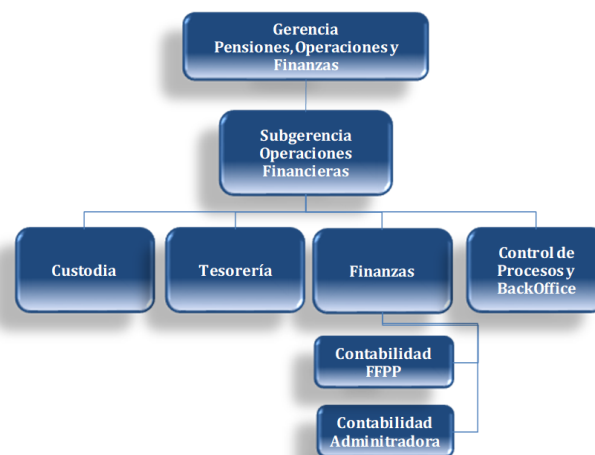 Gerencia
Pensiones, Operaciones y
Finanzas
Subgerencia
Operaciones
Financieras
Custodia
Tesorería
Finanzas
Control de
Procesos y
BackOffice
Contabilidad
FFPP
Contabilidad
Adminitradora